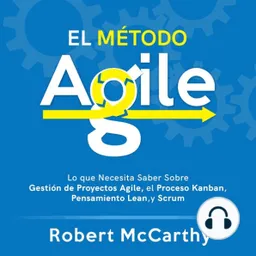 EL MÉTODO
Agile
Lo que Necesita Saber Sobre
Gestión de Proyectos Agile, el Proceso Kanban,
Pensamiento Lean,y Scrum
Robert McCarthy